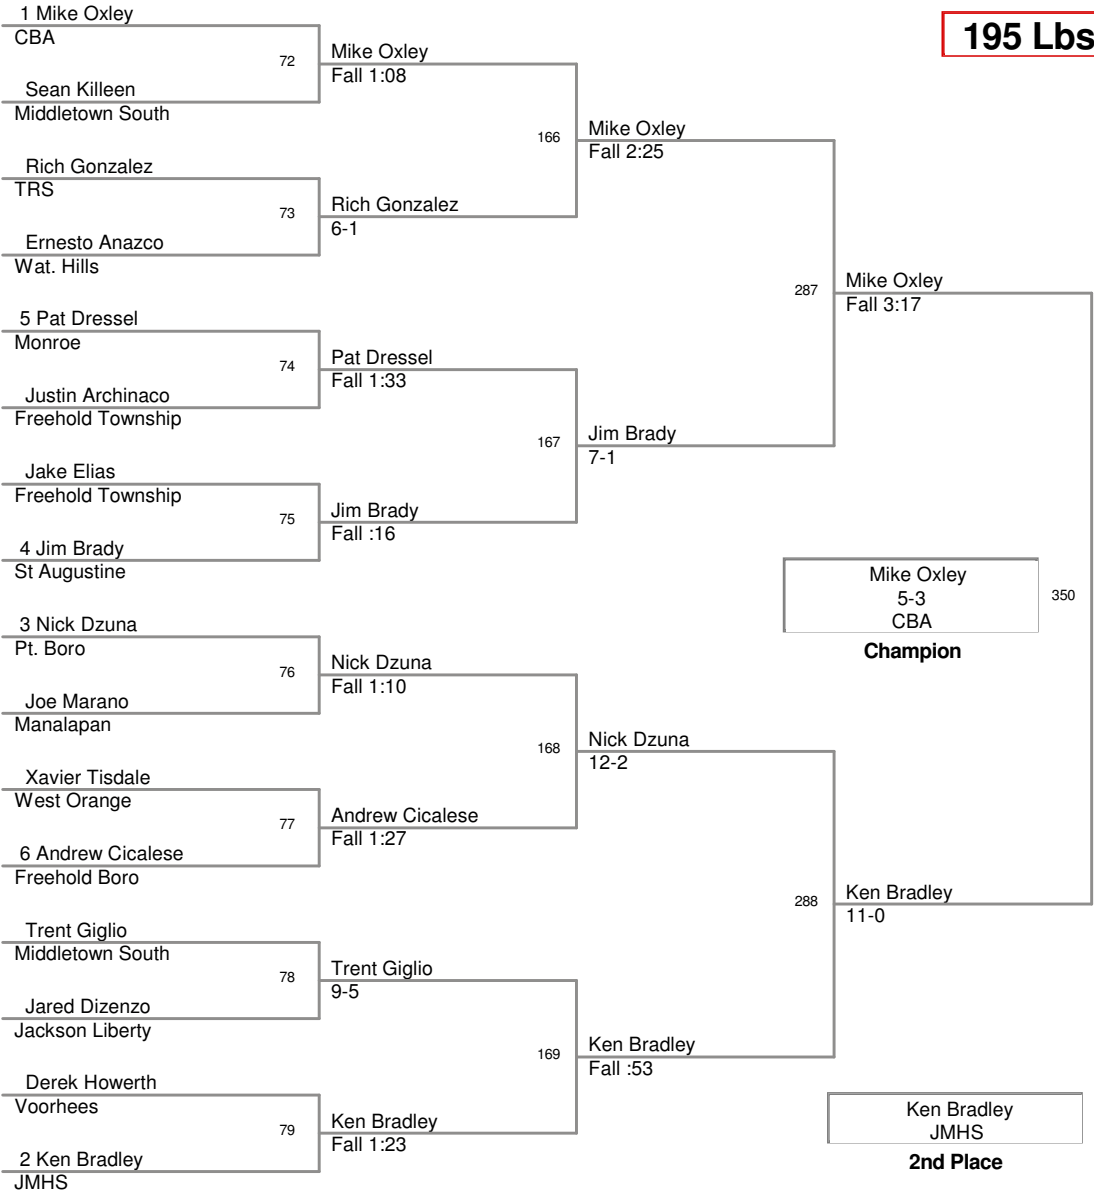 1 Mike Oxley
CBA
72
Sean Killeen
Middletown South
Rich Gonzalez
TRS
73
Ernesto Anazco
Wat. Hills
5 Pat Dressel
Monroe
74
Justin Archinaco
Freehold Township
Jake Elias
Freehold Township
75
4 Jim Brady
St Augustine
3 Nick Dzuna
Pt. Boro
76
Joe Marano
Manalapan
Xavier Tisdale
West Orange
77
6 Andrew Cicalese
Freehold Boro
Trent Giglio
Middletown South
78
Jared Dizenzo
Jackson Liberty
Derek Howerth
Voorhees
79
2 Ken Bradley
JMHS
Mike Oxley
Fall 1:08
166
Rich Gonzalez
6-1
Pat Dressel
Fall 1:33
167
Jim Brady
Fall :16
Nick Dzuna
Fall 1:10
168
Andrew Cicalese
Fall 1:27
Trent Giglio
9-5
169
Ken Bradley
Fall 1:23
Mike Oxley
Fall 2:25
287
Jim Brady
7-1
Nick Dzuna
12-2
288
Ken Bradley
Fall :53
195 Lbs
Mike Oxley
Fall 3:17
Mike Oxley
5-3
CBA
350
Champion
Ken Bradley
11-0
Ken Bradley
JMHS
2nd Place